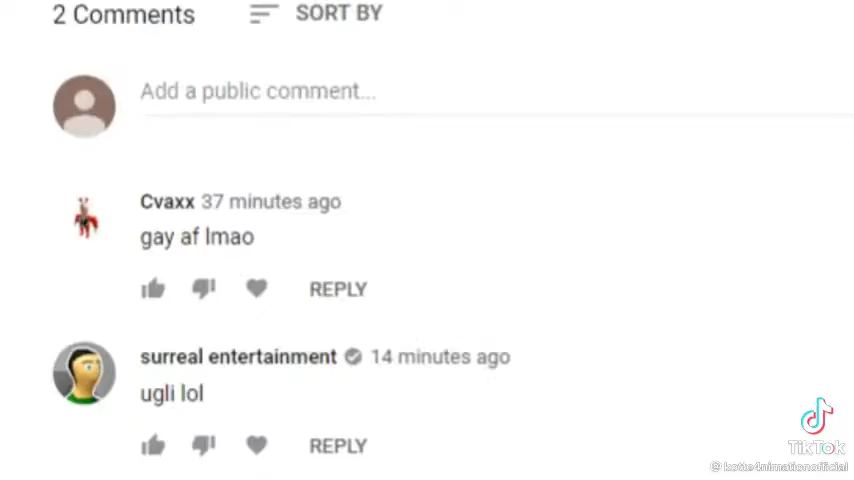 2 Comments SORT BY
Add a public comment...
Cvaxx 37 minutes ago
gay af lmao
REPLY
surreal entertainment 14 minutes ago
ugli lol
REPLY
TikTok
@kotte4nimationofficial